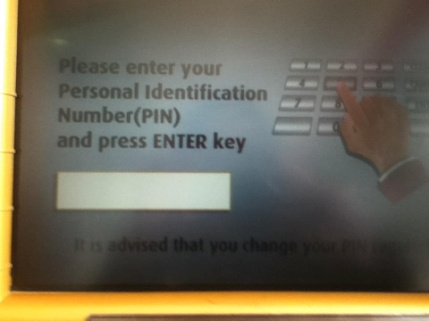 Please enter your
Personal Identification
Number(PIN)
and press ENTER key
It is advised that you change your PIN